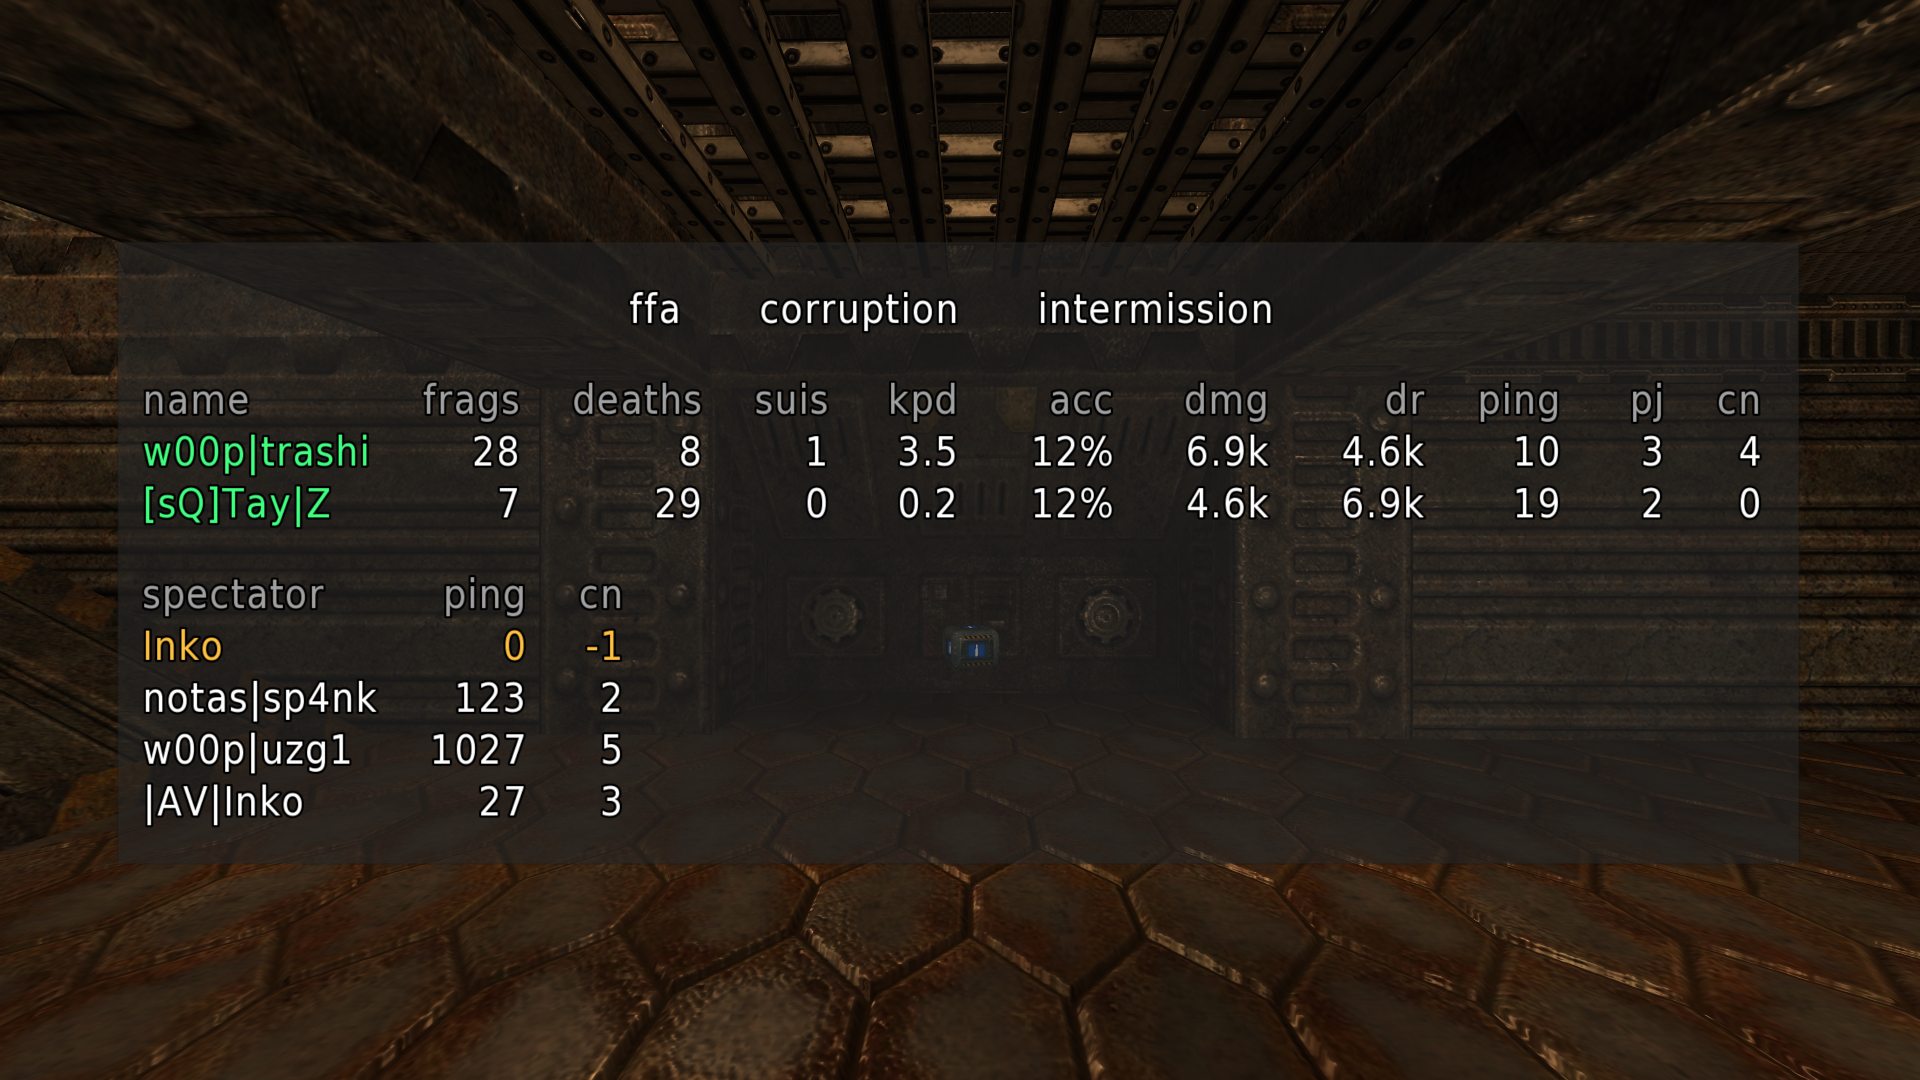 ffa corruption intermission
name frags deaths suis kpd acc dmg dr ping pj cn
w00p|trashi 28 8 1 3.5 12% 6.9k 4.6k 10 3 4
[sQ]Tay|Z 7 29 0 0.2 12% 4.6k 6.9k 19 2 0
spectator ping cn
Inko 0 -1
notas|sp4nk 123 2
w00p|uzg1 1027 5
|AV|Inko 27 3